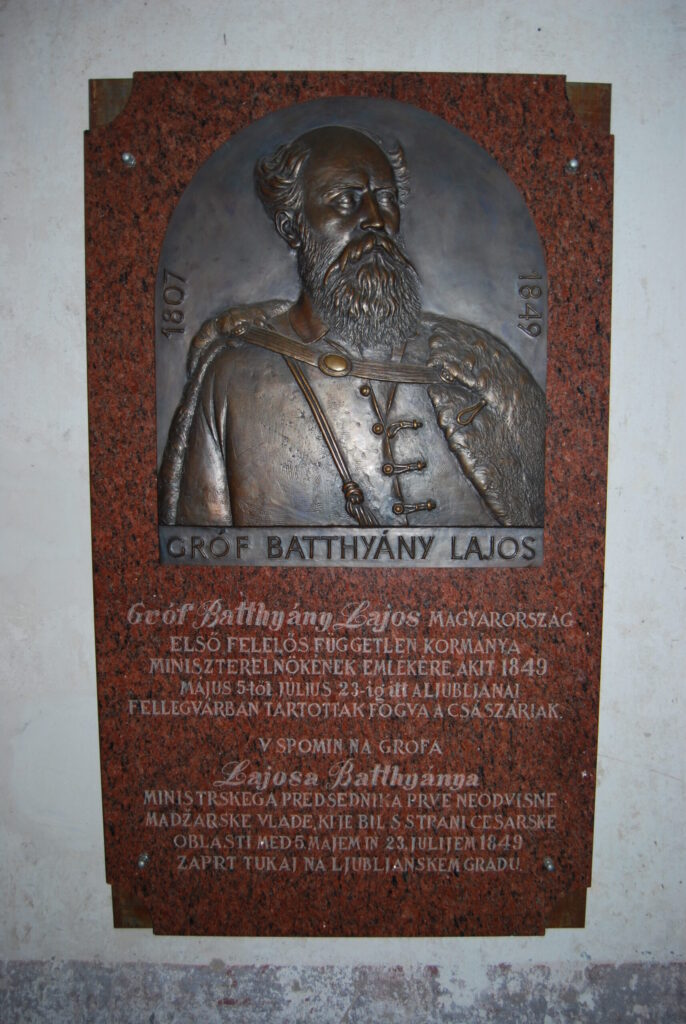 1807
1849
GRÓF BATTHYÁNY LAJOS
Gróf Batthyány Lajos MAGYARORSZÁG
ELSŐ FELELŐS FÜGGETLEN KORMANYA
MINISZTERELNÖKÉNEK EMLÉKÉRE, AKIT 1849
MÁJUS 5-től JÚLIUS 23-ig itt A LJUBLJANAI
FELLEGVÁRBAN TARTOTTAK FOGVA A CSÁSZÁRIAK.
V SPOMIN NA GROFA
Lajosa Batthyánya
MINISTRSKEGA PREDSEDNIKA PRVE NEODVISNE
MADŽARSKE VLADE, KI JE BIL S STRANI CESARSKE
OBLASTI MED 5. MAJEM IN 23. JULIJEM 1849
ZAPRT TUKAJ NA LJUBLJANSKEM GRADU.